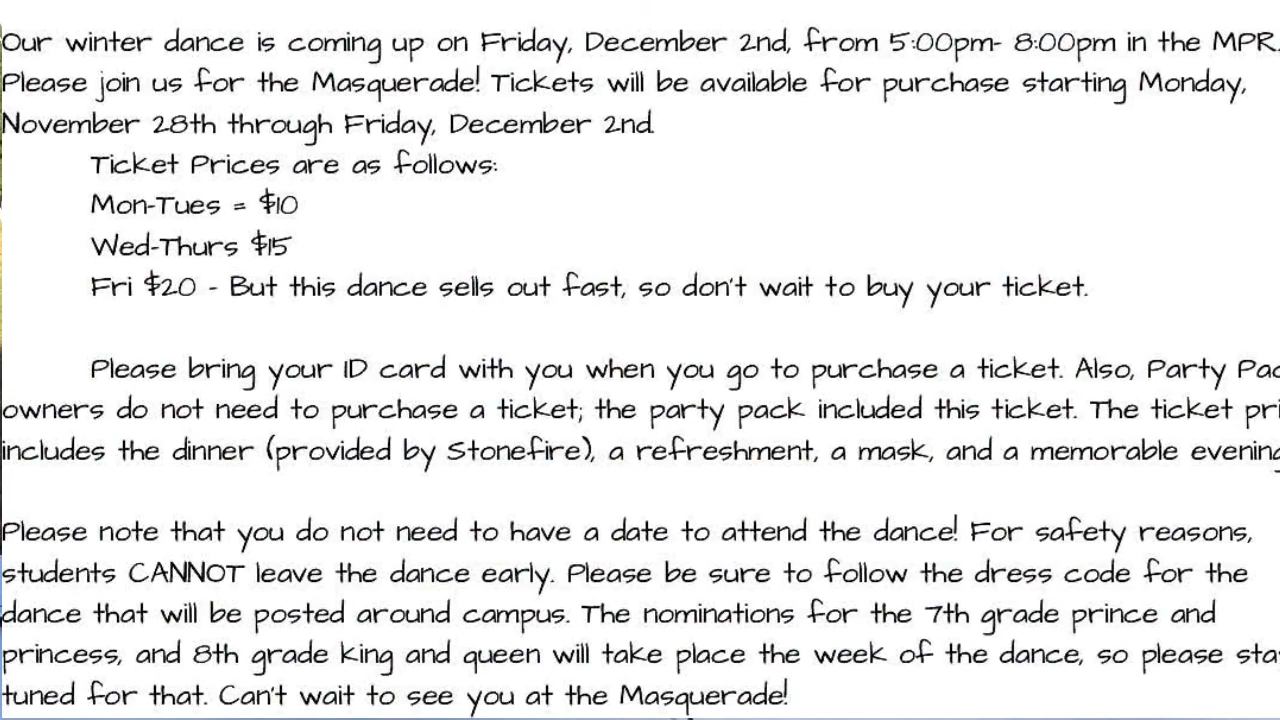 Our winter dance is coming up on Friday, December 2nd, from 5:00pm- 8:00pm in the MPR.
Please join us for the Masquerade! Tickets will be available for purchase starting Monday,
November 28th through Friday, December 2nd.
Ticket Prices are as follows:
Mon-Tues = $10
Wed-Thurs $15
Fri $20 - But this dance sells out fast, so don't wait to buy your ticket.
Please bring your ID card with you when you go to purchase a ticket. Also, Party Pac
owners do not need to purchase a ticket; the party pack included this ticket. The ticket pri
includes the dinner (provided by Stonefire), a refreshment, a mask, and a memorable evening
Please note that you do not need to have a date to attend the dance! For safety reasons,
students CANNOT leave the dance early. Please be sure to follow the dress code for the
dance that will be posted around campus. The nominations for the 7th grade prince and
princess, and 8th grade king and queen will take place the week of the dance, so please sta
tuned for that. Can't wait to see you at the Masquerade!